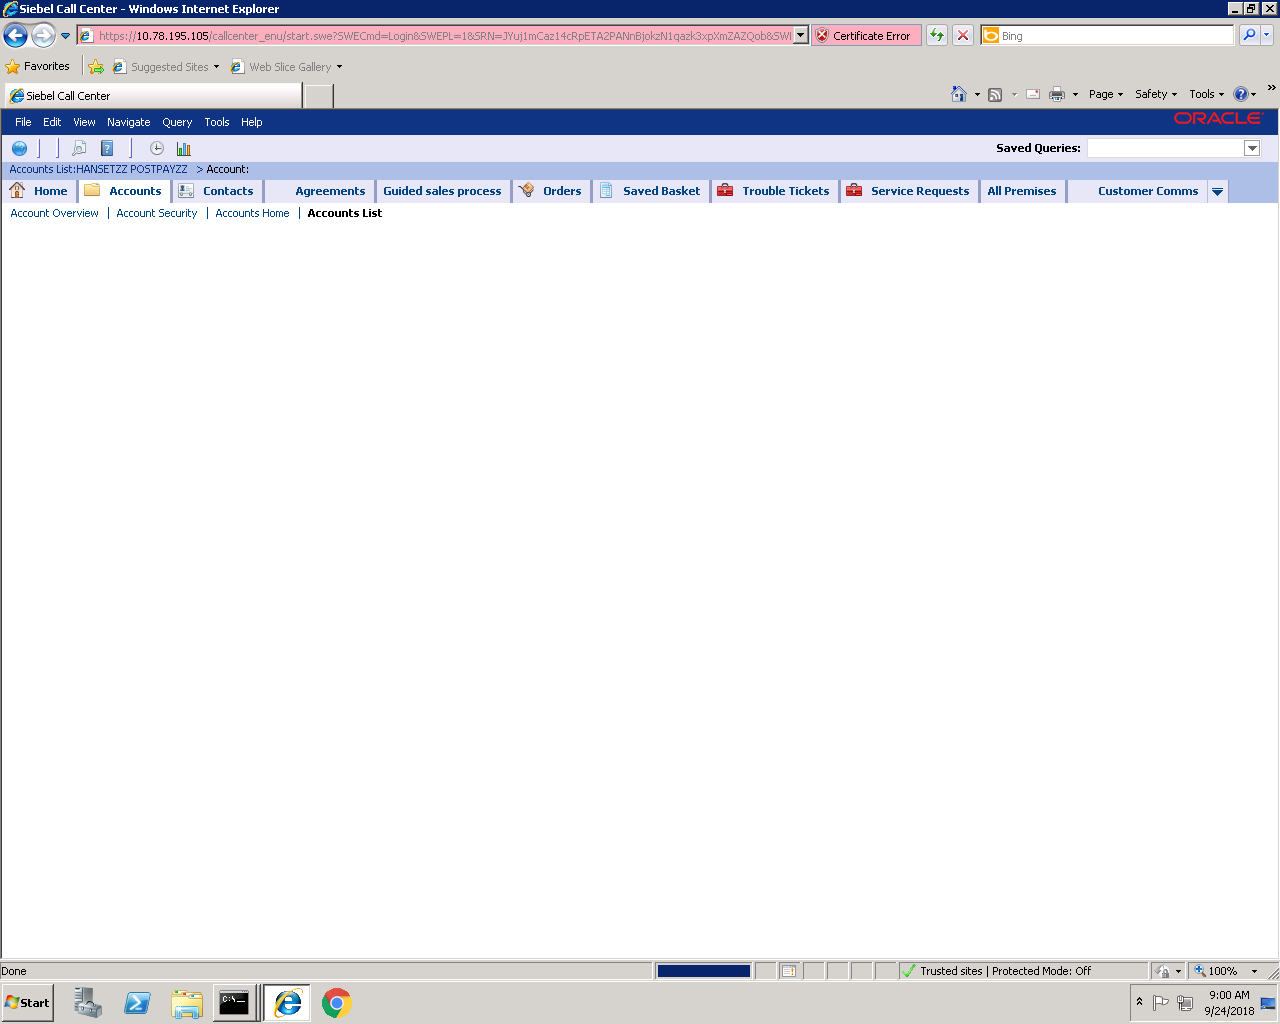 Siebel Call Center - Windows Internet Explorer
https://10.78.195.105/callcenter_enu/start.swe?SWECmd=Login&SWEPL=1&SRN=JYuj1mCaz14cRpETA2PANnBjokzN1qazk3xpXmZAZQob&SWI
Certificate Error
Bing
Favorites
Suggested Sites
Web Slice Gallery
Siebel Call Center
Page
Safety
Tools
File Edit View Navigate Query Tools Help
ORACLE
Saved Queries:
Accounts List:HANSETZZ POSTPAYZZ > Account:
Home Accounts Contacts Agreements Guided sales process Orders Saved Basket Trouble Tickets Service Requests All Premises Customer Comms
Account Overview | Account Security | Accounts Home | Accounts List
Done
Trusted sites | Protected Mode: Off
100%
Start
C:\.
9:00 AM
9/24/2018